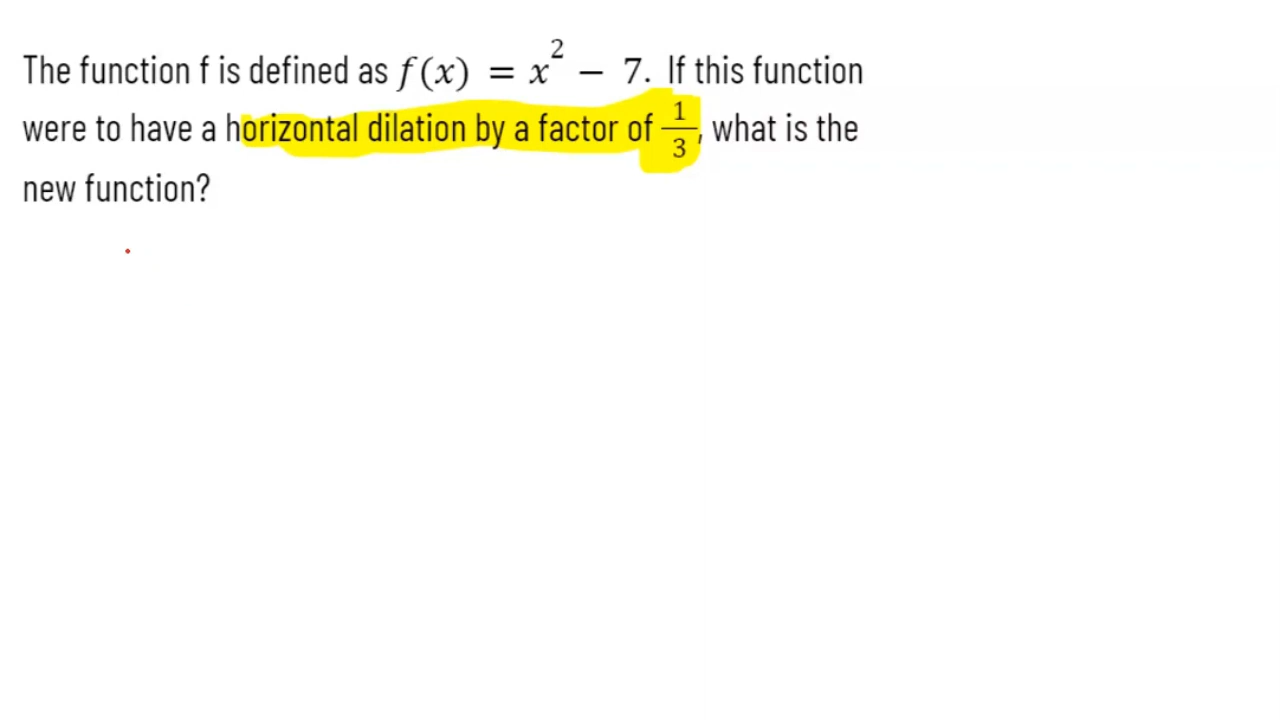 The function f is defined as f(x) = x² − 7. If this function
were to have a horizontal dilation by a factor of 1/3, what is the
new function?